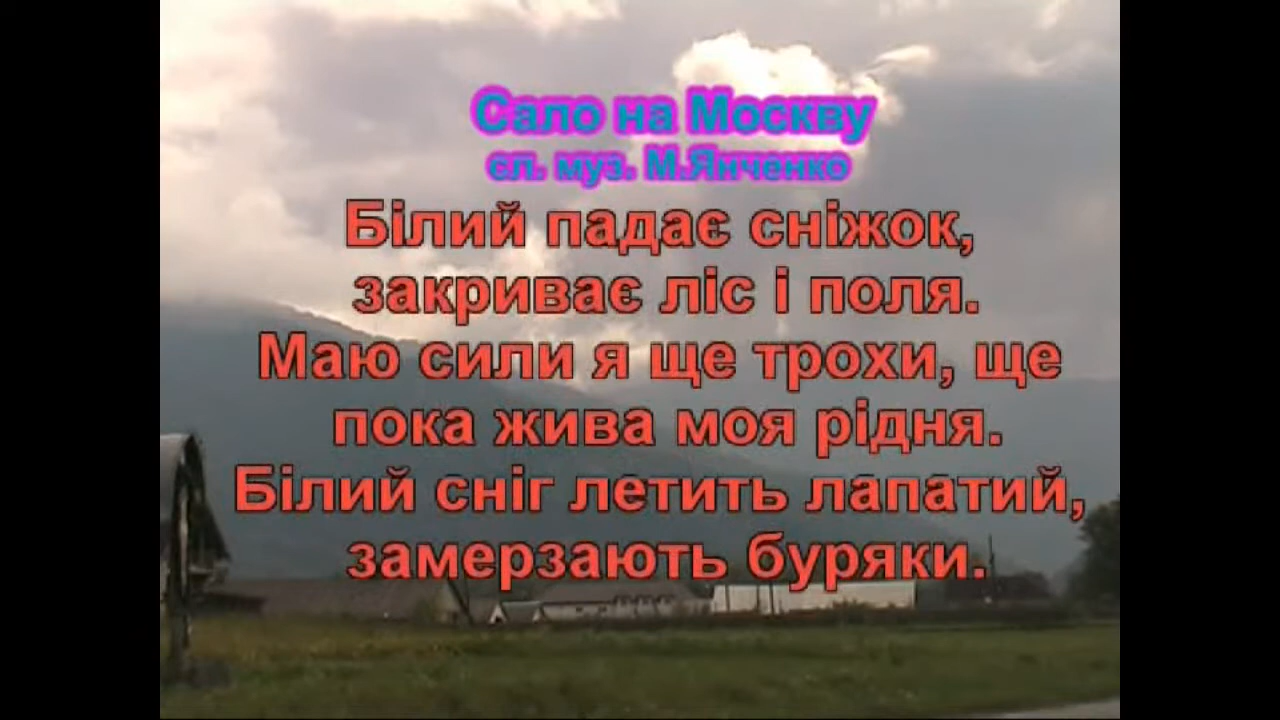 Сало на Москву
сл. муз. М.Янченко
Білий падає сніжок,
закриває ліс і поля.
Маю сили я ще трохи, ще
пока жива моя рідня.
Білий сніг летить лапатий,
замерзають буряки.